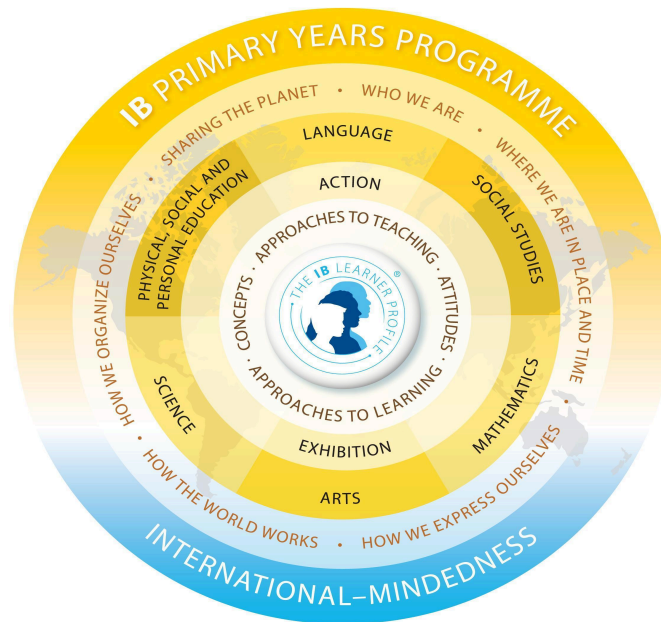 IB PRIMARY YEARS PROGRAMME
SHARING THE PLANET • WHO WE ARE • WHERE WE ARE IN PLACE AND TIME • HOW WE EXPRESS OURSELVES • HOW THE WORLD WORKS • HOW WE ORGANIZE OURSELVES •
LANGUAGE
SOCIAL STUDIES
MATHEMATICS
ARTS
SCIENCE
PHYSICAL, SOCIAL AND
PERSONAL EDUCATION
ACTION
EXHIBITION
APPROACHES TO TEACHING · ATTITUDES · APPROACHES TO LEARNING · CONCEPTS ·
THE IB LEARNER PROFILE
®
INTERNATIONAL–MINDEDNESS